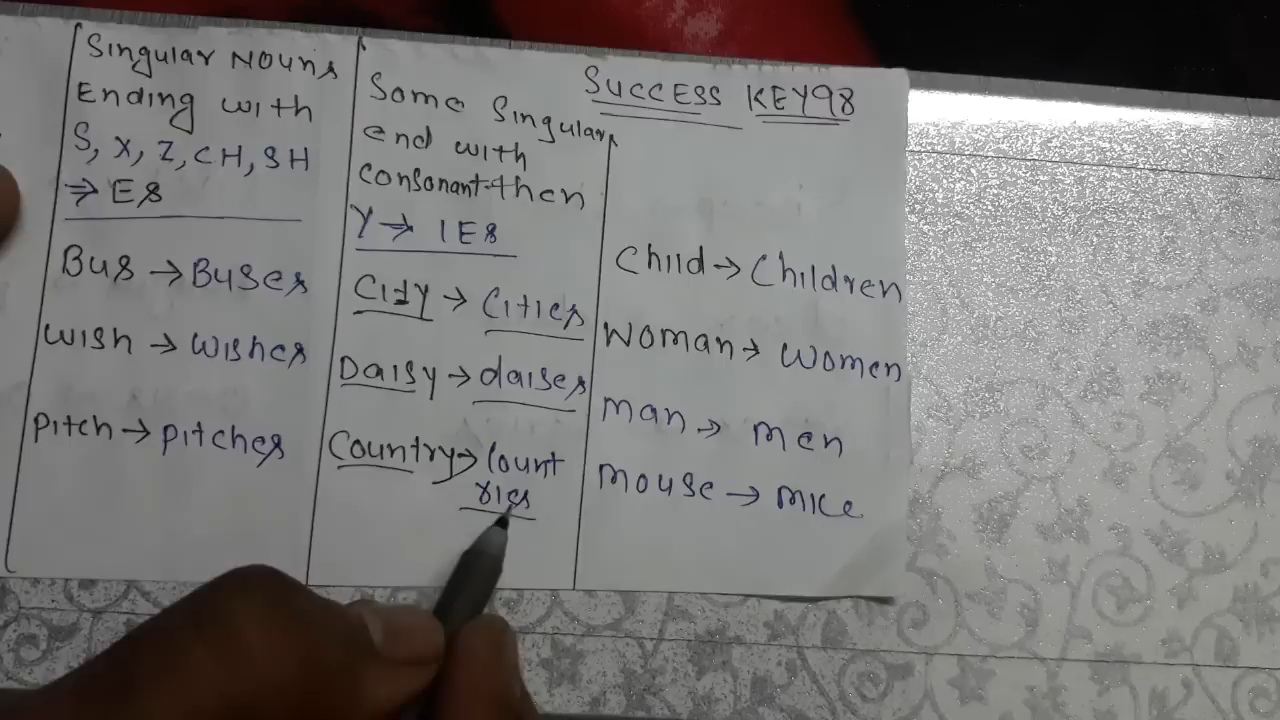 Singular Nouns
Ending with
S, X, Z, CH, SH
⇒ ES
Bus → Buses
Wish → Wishes
Pitch → Pitches
Some Singular
end with
consonant then
Y → IES
City → Cities
Daisy → daises
Country → Count
ries
SUCCESS KEY98
Child → Children
Woman → Women
Man → Men
Mouse → Mice